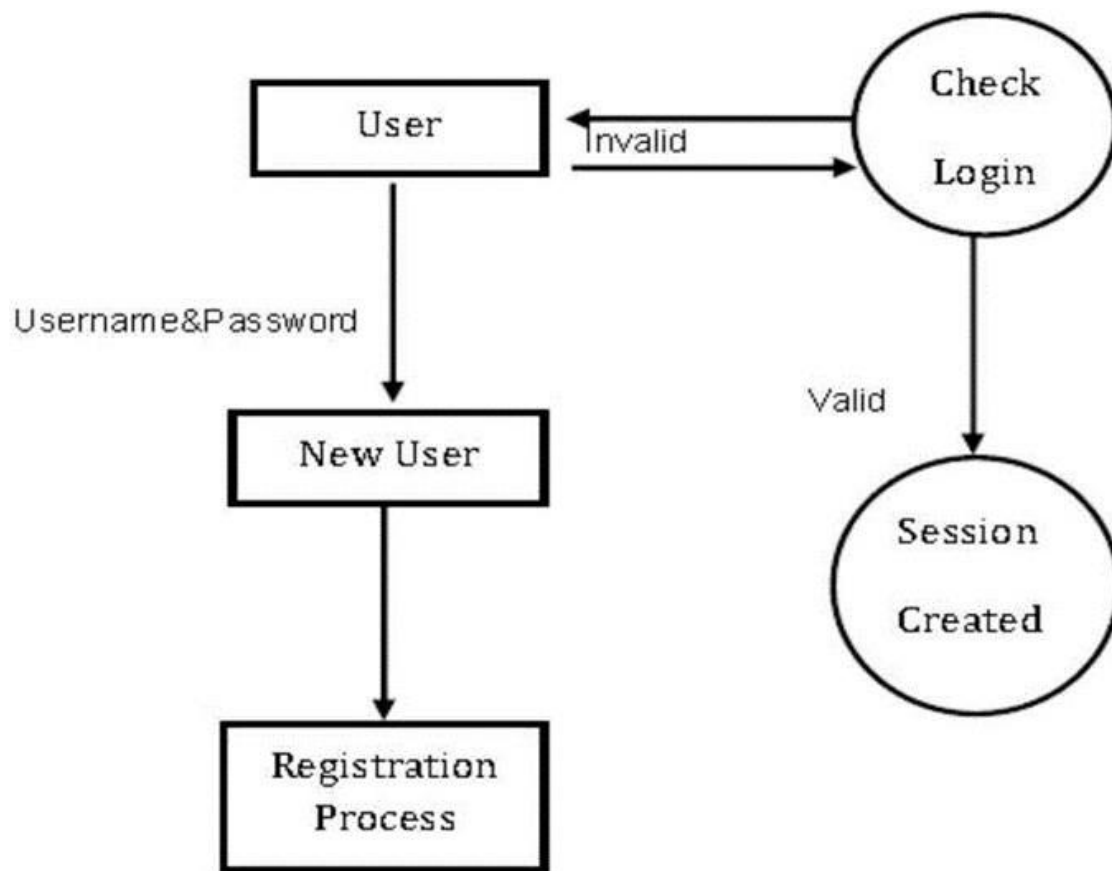 User
Check
Login
Invalid
Username&Password
Valid
New User
Session
Created
Registration
Process